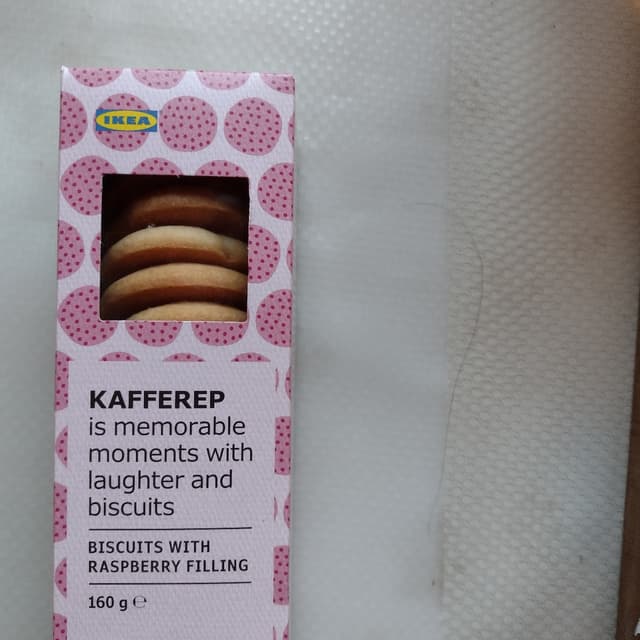 IKEA
KAFFEREP
is memorable
moments with
laughter and
biscuits
BISCUITS WITH
RASPBERRY FILLING
160 g ℮